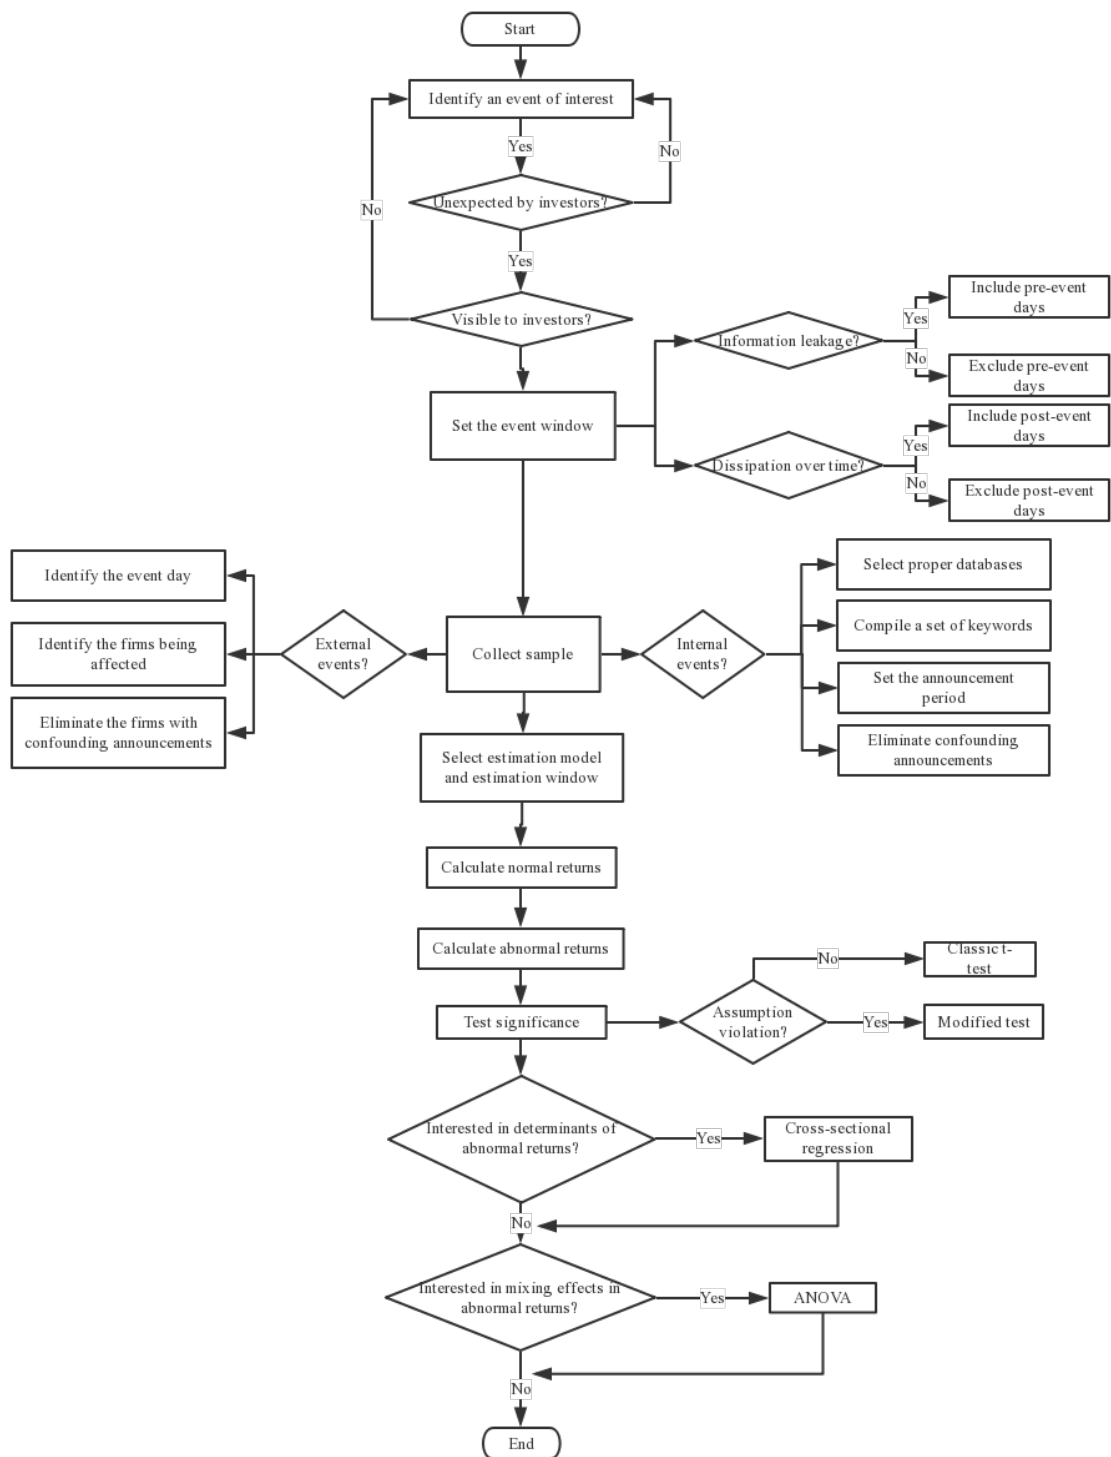 Start
Identify an event of interest
Yes
No
Unexpected by investors?
No
Yes
Visible to investors?
Information leakage?
Yes
No
Include pre-event
days
Exclude pre-event
days
Set the event window
Dissipation over time?
Yes
No
Include post-event
days
Exclude post-event
days
Identify the event day
Identify the firms being
affected
Eliminate the firms with
confounding announcements
External
events?
Collect sample
Internal
events?
Select proper databases
Compile a set of keywords
Set the announcement
period
Eliminate confounding
announcements
Select estimation model
and estimation window
Calculate normal returns
Calculate abnormal returns
Test significance
Assumption
violation?
No
Classic t-
test
Yes
Modified test
Interested in determinants of
abnormal returns?
Yes
Cross-sectional
regression
No
Interested in mixing effects in
abnormal returns?
Yes
ANOVA
No
End